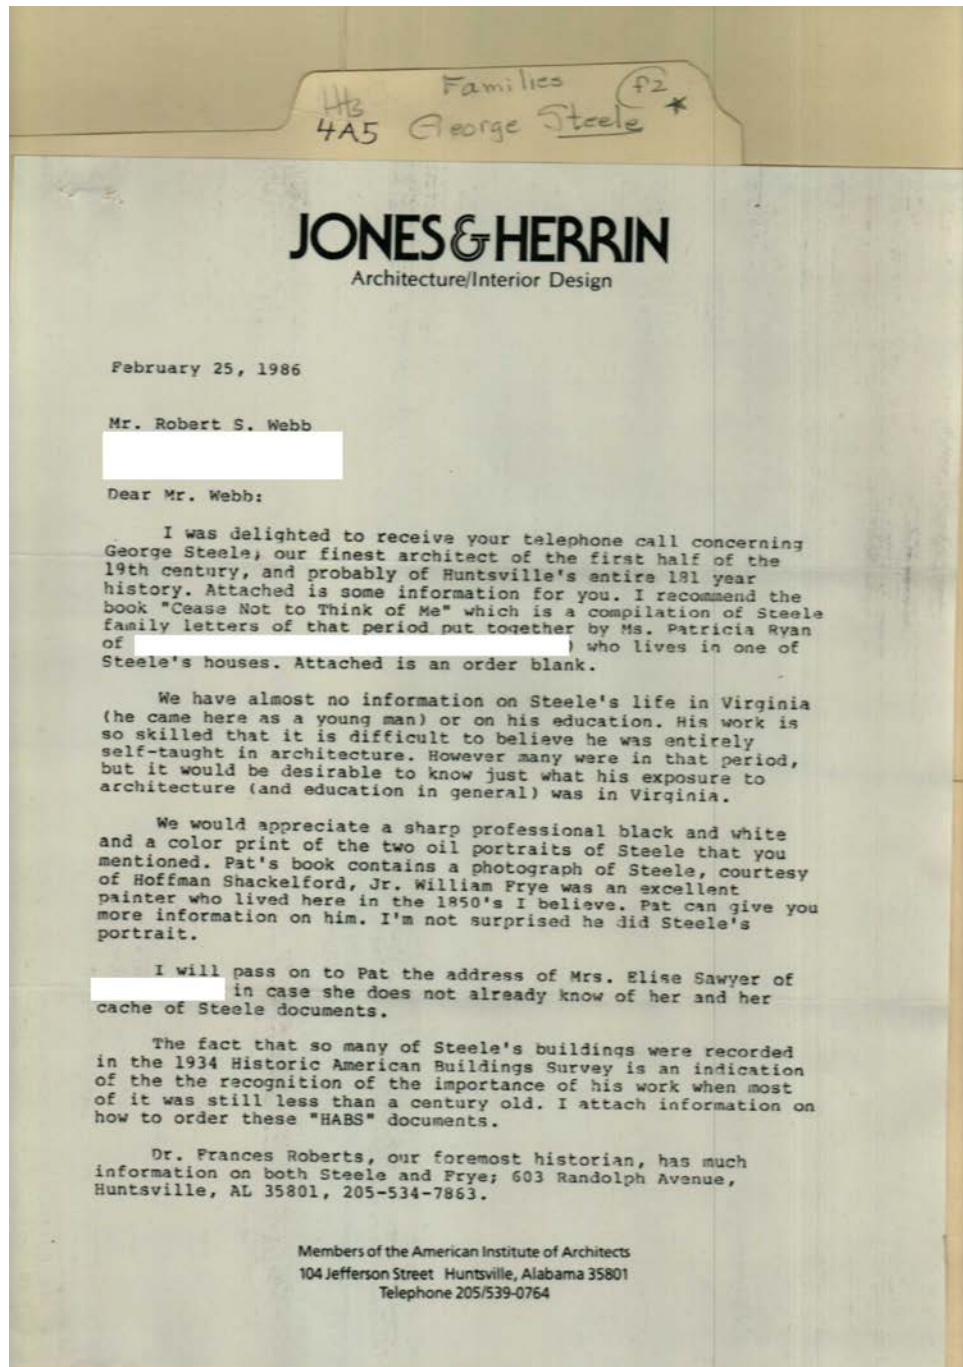 Families f2
HB
4A5 George Steele *
JONES & HERRIN
Architecture/Interior Design
February 25, 1986
Mr. Robert S. Webb
Dear Mr. Webb:
I was delighted to receive your telephone call concerning
George Steele, our finest architect of the first half of the
19th century, and probably of Huntsville's entire 181 year
history. Attached is some information for you. I recommend the
book "Cease Not to Think of Me" which is a compilation of Steele
family letters of that period put together by Ms. Patricia Ryan
of ) who lives in one of
Steele's houses. Attached is an order blank.
We have almost no information on Steele's life in Virginia
(he came here as a young man) or on his education. His work is
so skilled that it is difficult to believe he was entirely
self-taught in architecture. However many were in that period,
but it would be desirable to know just what his exposure to
architecture (and education in general) was in Virginia.
We would appreciate a sharp professional black and white
and a color print of the two oil portraits of Steele that you
mentioned. Pat's book contains a photograph of Steele, courtesy
of Hoffman Shackelford, Jr. William Frye was an excellent
painter who lived here in the 1850's I believe. Pat can give you
more information on him. I'm not surprised he did Steele's
portrait.
I will pass on to Pat the address of Mrs. Elise Sawyer of
in case she does not already know of her and her
cache of Steele documents.
The fact that so many of Steele's buildings were recorded
in the 1934 Historic American Buildings Survey is an indication
of the the recognition of the importance of his work when most
of it was still less than a century old. I attach information on
how to order these "HABS" documents.
Dr. Frances Roberts, our foremost historian, has much
information on both Steele and Frye; 603 Randolph Avenue,
Huntsville, AL 35801, 205-534-7863.
Members of the American Institute of Architects
104 Jefferson Street Huntsville, Alabama 35801
Telephone 205/539-0764